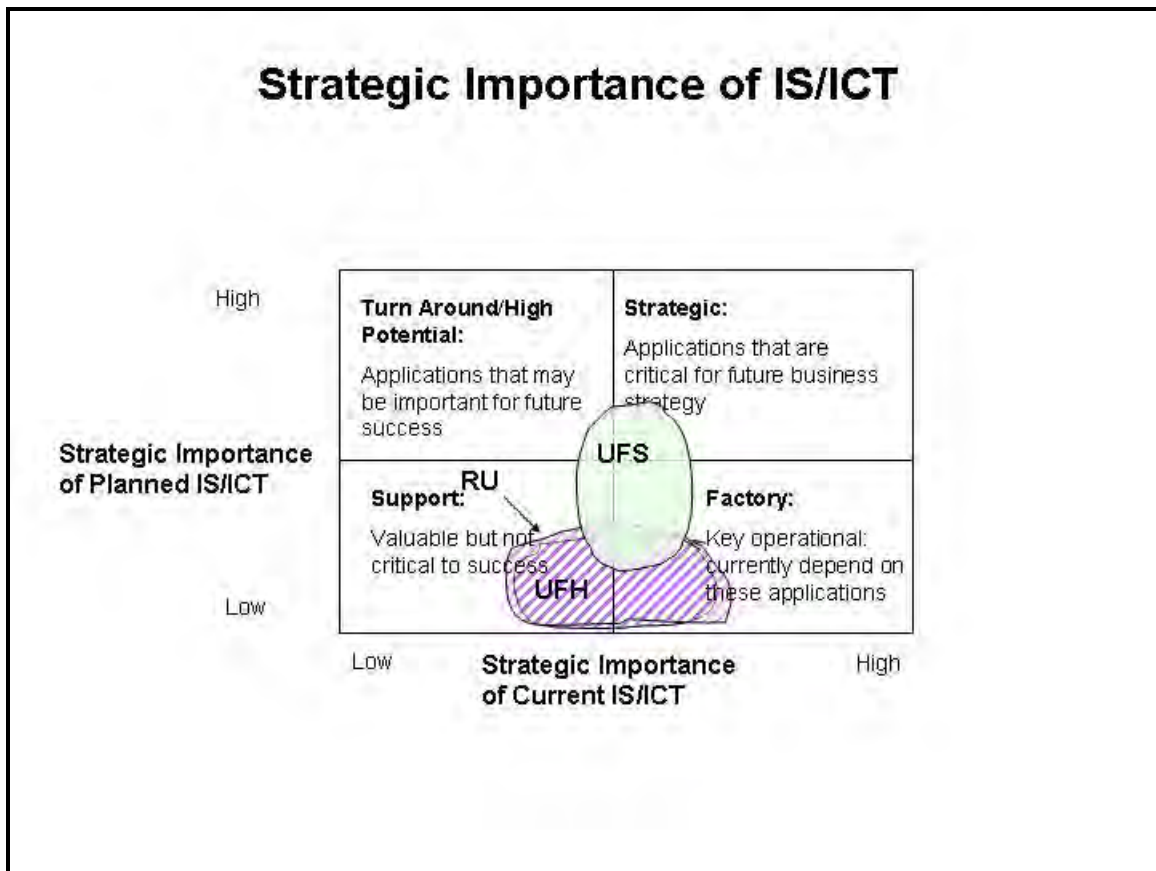 Strategic Importance of IS/ICT
High
Turn Around/High
Potential:
Applications that may
be important for future
success
Strategic:
Applications that are
critical for future business
strategy
Strategic Importance
of Planned IS/ICT
UFS
RU
Support:
Valuable but not
critical to success
Factory:
Key operational:
currently depend on
these applications
UFH
Low
Low
Strategic Importance
of Current IS/ICT
High